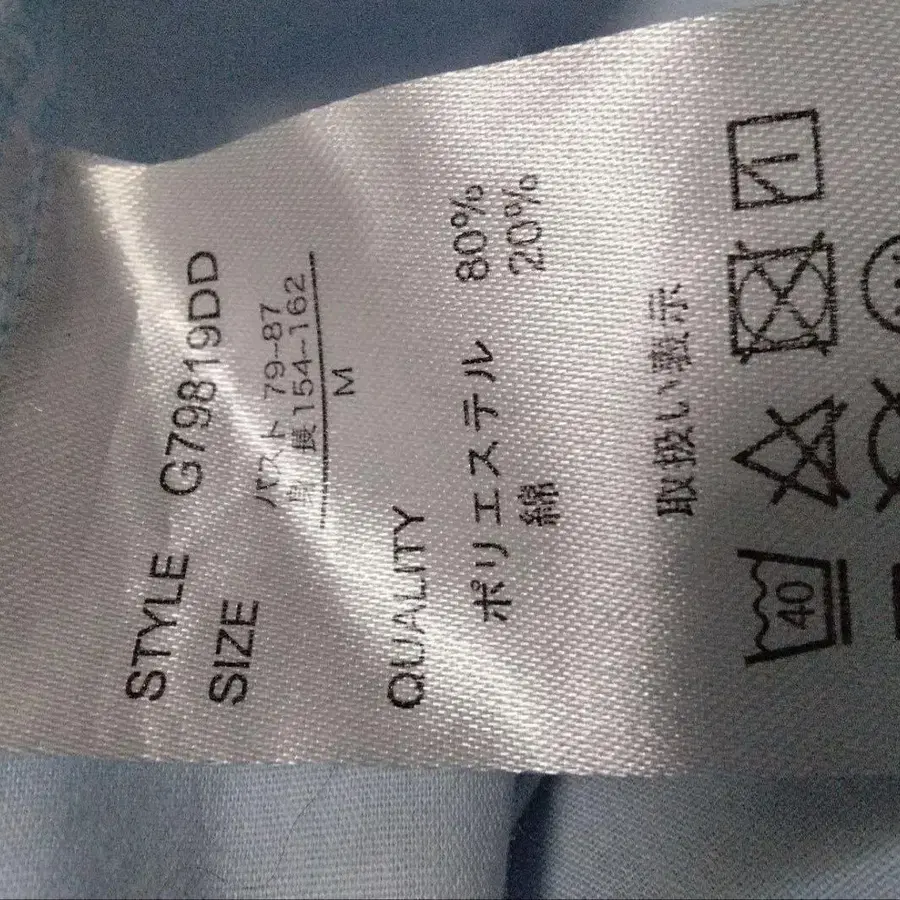 STYLE G79819DD
SIZE
バスト 79-87
身長154-162
M
QUALITY
ポリエステル 80%
綿 20%
取扱い表示
40